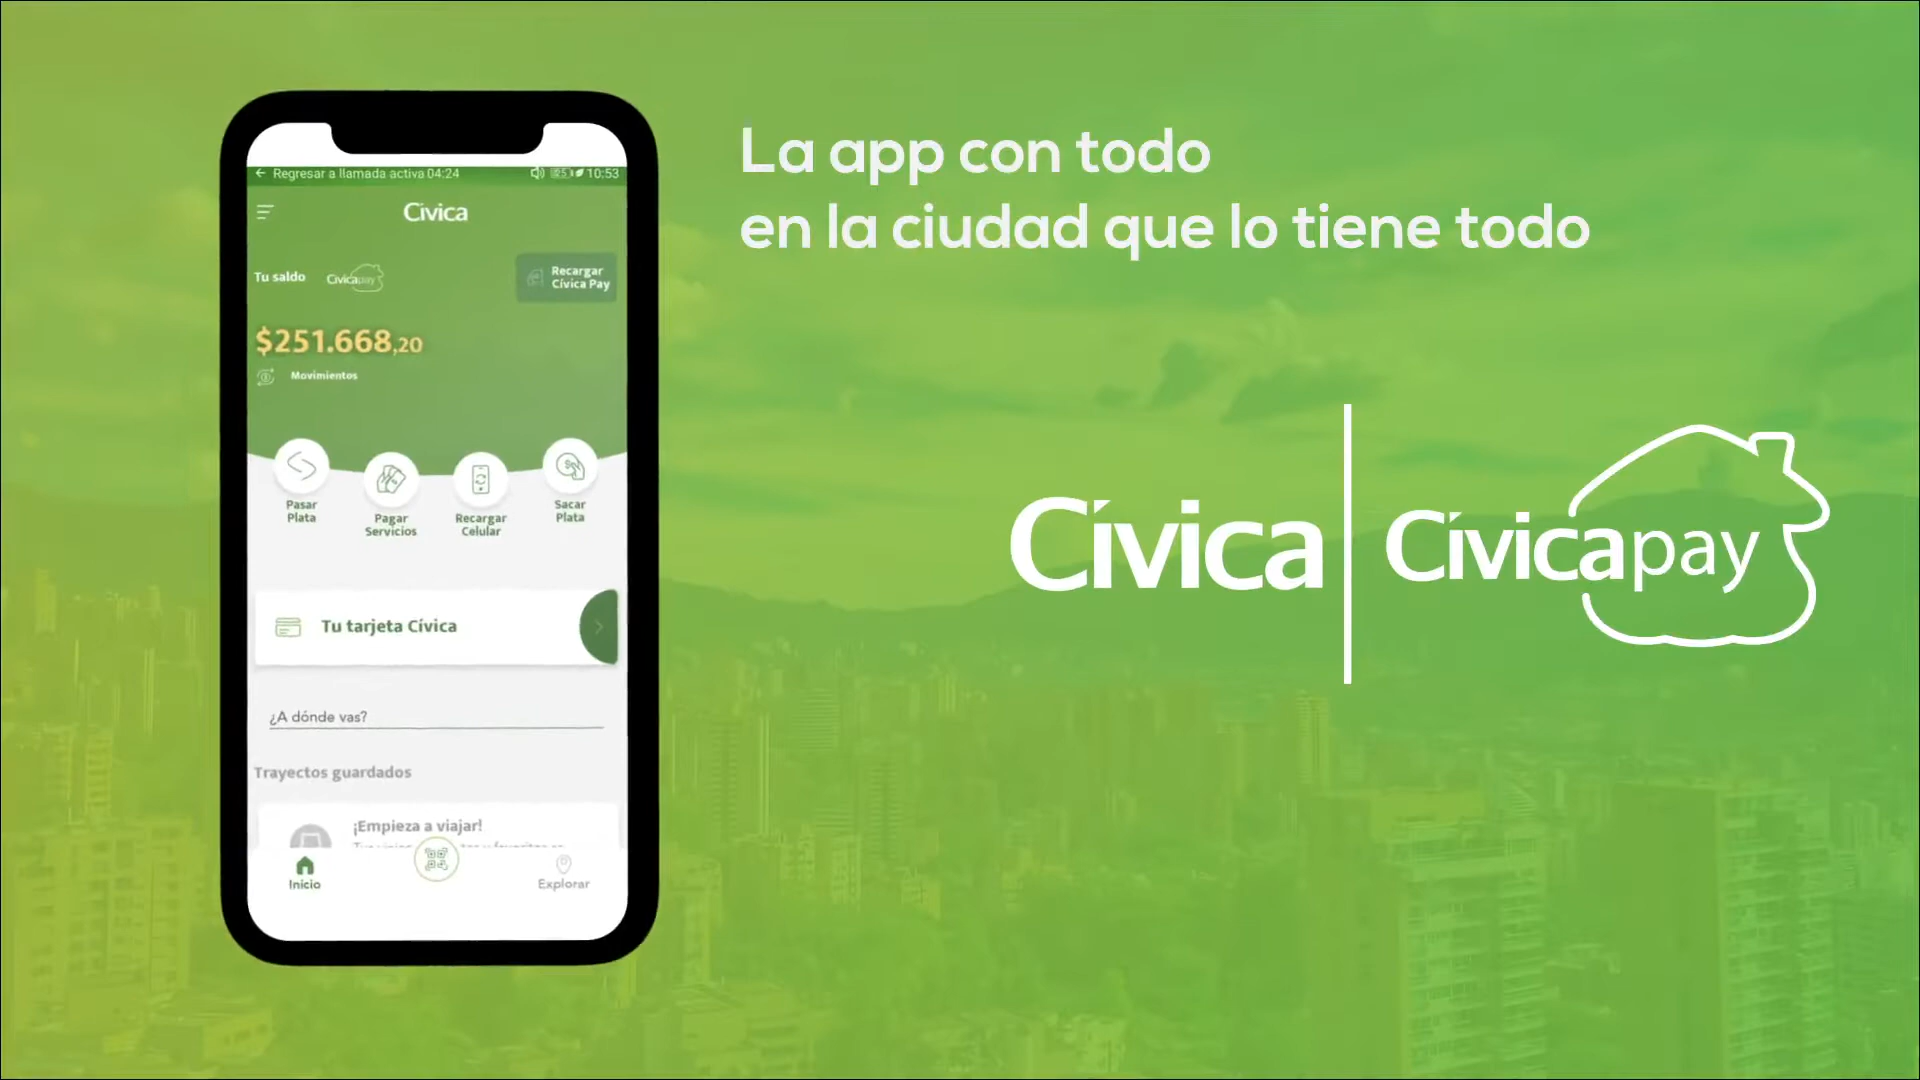 La app con todo
en la ciudad que lo tiene todo
Cívica
Cívicapay
Regresar a llamada activa 04:24
10:53
Cívica
Tu saldo
Cívicapay
Recargar
Cívica Pay
$251.668,20
Movimientos
Pasar
Plata
Pagar
Servicios
Recargar
Celular
Sacar
Plata
Tu tarjeta Cívica
¿A dónde vas?
Trayectos guardados
¡Empieza a viajar!
Inicio
Explorar